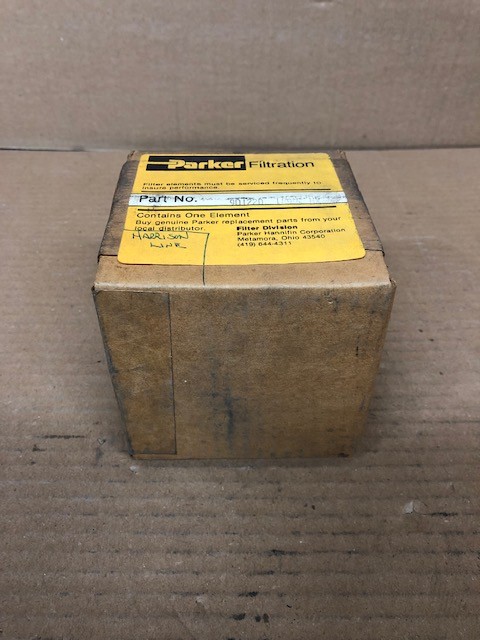 Parker Filtration
Filter elements must be serviced frequently to
insure performance.
Part No.
Contains One Element
Buy genuine Parker replacement parts from your
local distributor.
Filter Division
Parker Hannifin Corporation
Metamora, Ohio 43540
(419) 644-4311
HARRISON
LINK